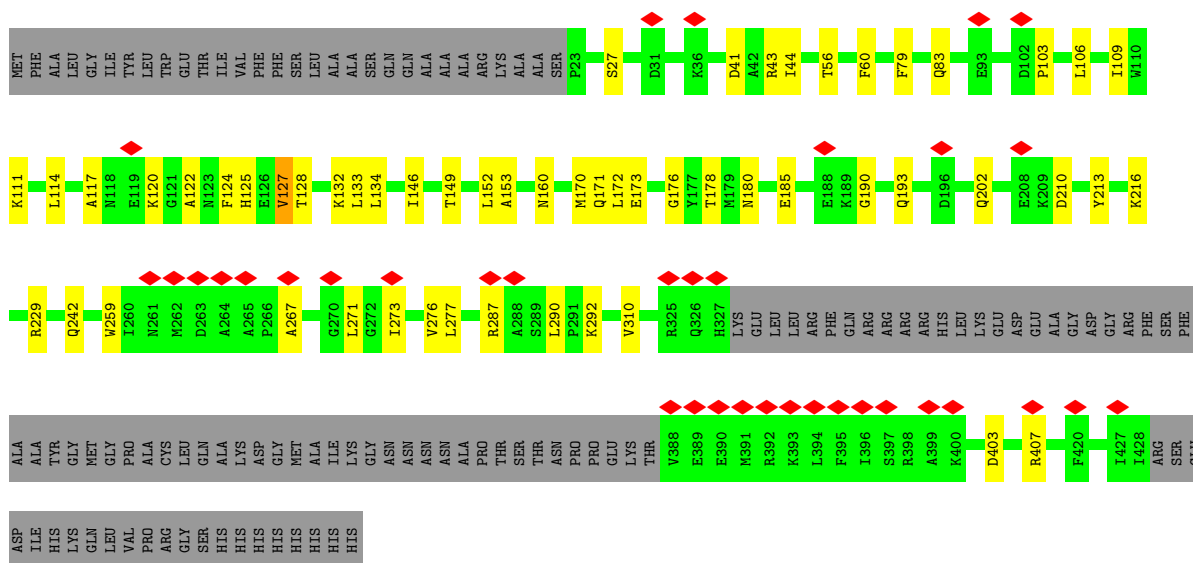 MET PHE ALA LEU GLY ILE TYR LEU TRP GLU THR ILE VAL PHE PHE SER LEU ALA ALA SER GLN GLN ALA ALA ALA ARG LYS ALA ALA SER P23 S27 D31 K36 D41 A42 R43 I44 T56 F60 F79 Q83 E93 D102 P103 L106 I109 W110
K111 L114 A117 N118 E119 K120 G121 A122 N123 F124 H125 E126 V127 T128 K132 L133 L134 I146 T149 L152 A153 N160 M170 Q171 L172 E173 G176 Y177 T178 M179 N180 E185 E188 K189 G190 Q193 D196 Q202 E208 K209 D210 Y213 K216
R229 Q242 W259 I260 N261 M262 D263 A264 A265 P266 A267 G270 L271 G272 I273 V276 L277 R287 A288 S289 L290 P291 K292 V310 R325 Q326 H327 LYS GLU LEU LEU ARG PHE GLN ARG ARG ARG ARG HIS LEU LYS GLU ASP GLU ALA GLY ASP GLY ARG PHE SER PHE
ALA ALA TYR GLY MET GLY PRO ALA CYS LEU GLN ALA LYS ASP GLY MET ALA ILE LYS GLY ASN ASN ASN ASN ALA PRO THR SER THR ASN PRO PRO GLU LYS THR V388 E389 E390 M391 R392 K393 L394 F395 I396 S397 R398 A399 K400 D403 R407 F420 I427 I428 ARG SER
ASP ILE HIS LYS GLN LEU VAL PRO ARG GLY SER HIS HIS HIS HIS HIS HIS HIS HIS